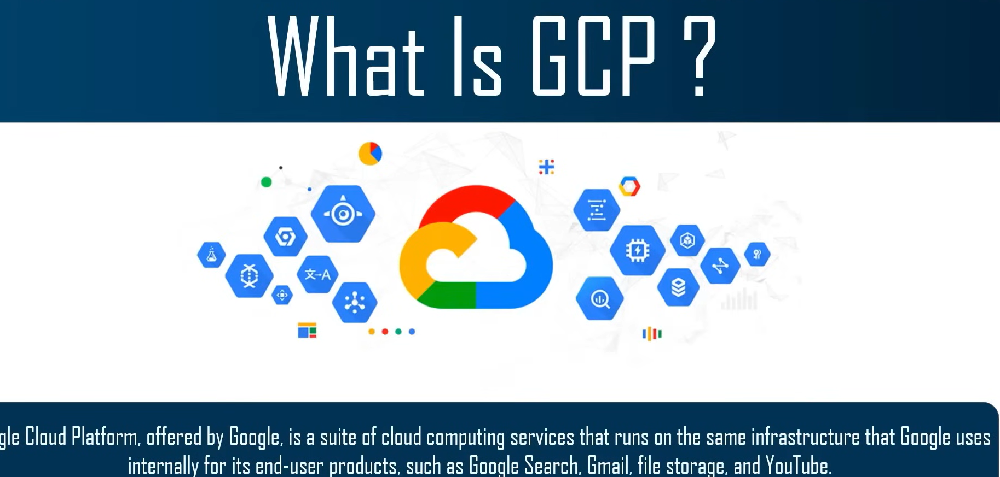 What Is GCP ?
文→A
gle Cloud Platform, offered by Google, is a suite of cloud computing services that runs on the same infrastructure that Google uses
internally for its end-user products, such as Google Search, Gmail, file storage, and YouTube.